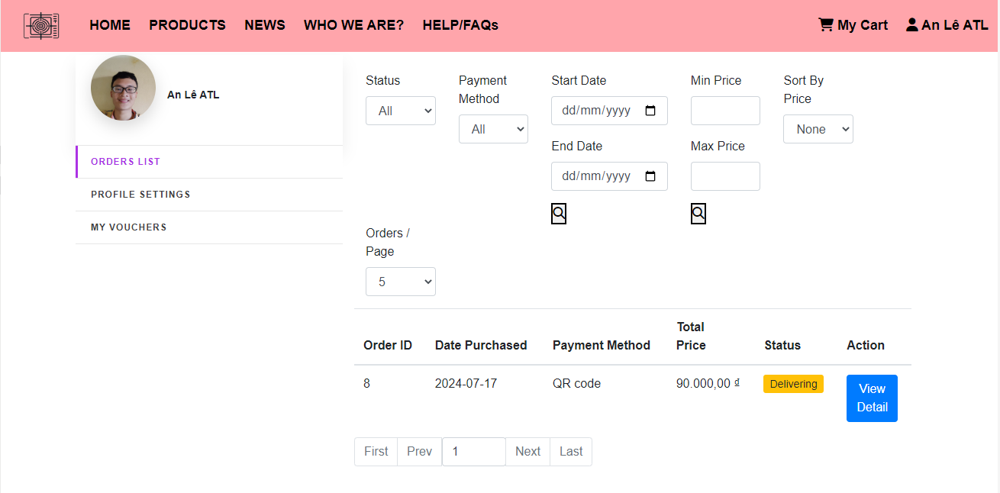 HOME PRODUCTS NEWS WHO WE ARE? HELP/FAQs My Cart An Lê ATL
An Lê ATL
ORDERS LIST
PROFILE SETTINGS
MY VOUCHERS
Status
All
Payment
Method
All
Start Date
dd/mm/yyyy
End Date
dd/mm/yyyy
Min Price
Max Price
Sort By
Price
None
Orders /
Page
5
Order ID Date Purchased Payment Method Total
Price Status Action
8 2024-07-17 QR code 90.000,00 ₫ Delivering View
Detail
First Prev 1 Next Last